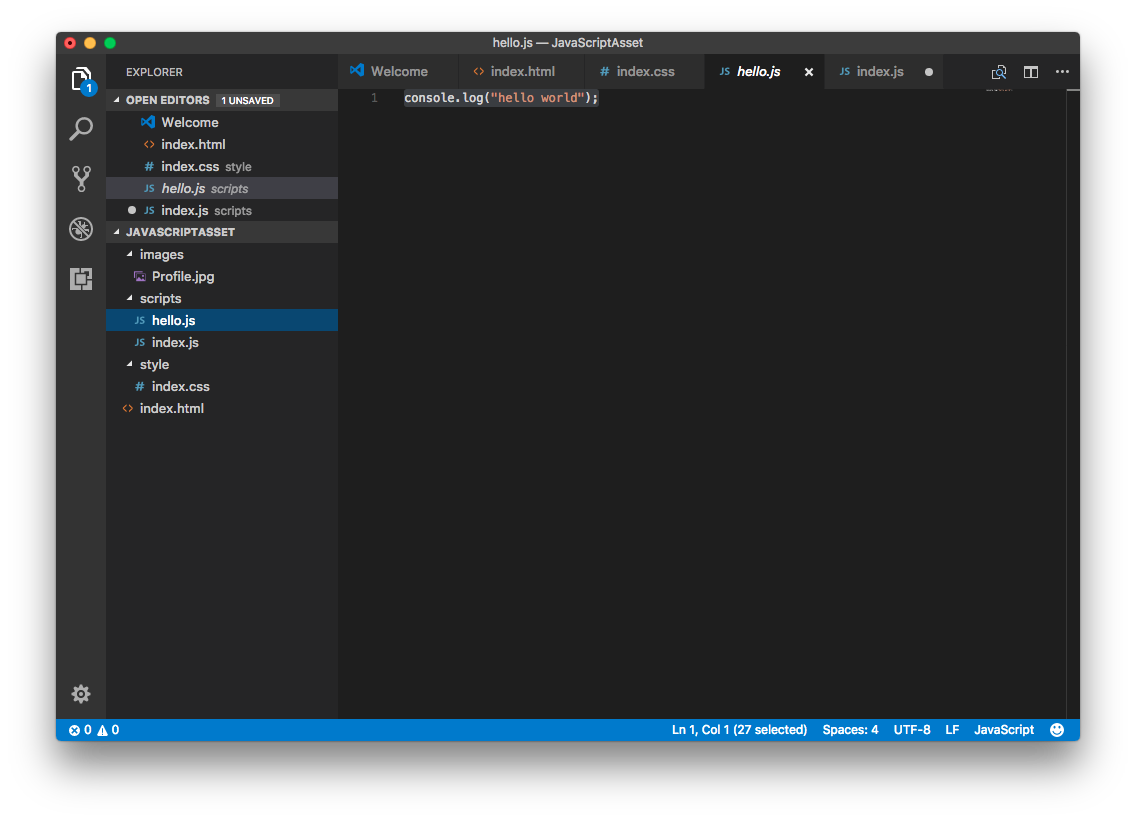 hello.js — JavaScriptAsset
EXPLORER
Welcome
index.html
index.css
hello.js
index.js
1
OPEN EDITORS 1 UNSAVED
Welcome
index.html
index.css style
hello.js scripts
JS index.js scripts
JAVASCRIPTASSET
images
Profile.jpg
scripts
JS hello.js
JS index.js
style
# index.css
<> index.html
1 console.log("hello world");
0 0
Ln 1, Col 1 (27 selected) Spaces: 4 UTF-8 LF JavaScript